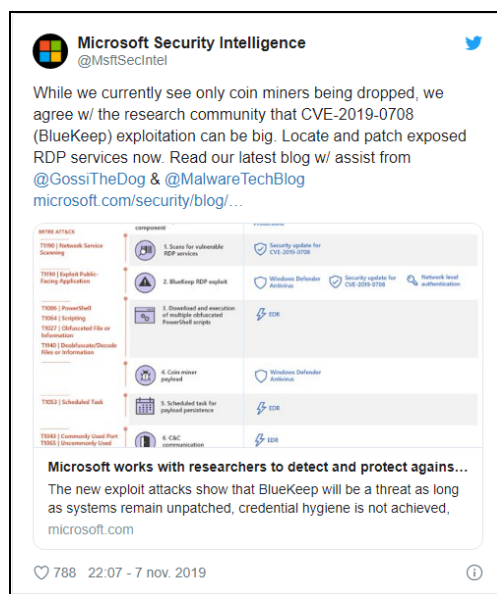 Microsoft Security Intelligence
@MsftSecIntel
While we currently see only coin miners being dropped, we
agree w/ the research community that CVE-2019-0708
(BlueKeep) exploitation can be big. Locate and patch exposed
RDP services now. Read our latest blog w/ assist from
@GossiTheDog & @MalwareTechBlog
microsoft.com/security/blog/…
MITRE ATT&CK
component
T1190 | Network Service
Scanning
1. Scans for vulnerable
RDP services
Security update for
CVE-2019-0708
T1190 | Exploit Public-
Facing Application
2. BlueKeep RDP exploit
Windows Defender
Antivirus
Security update for
CVE-2019-0708
Network level
authentication
T1086 | PowerShell
T1064 | Scripting
T1027 | Obfuscated File or
Information
T1140 | Deobfuscate/Decode
Files or Information
3. Download and execution
of multiple obfuscated
PowerShell scripts
EDR
4. Coin miner
payload
Windows Defender
Antivirus
T1053 | Scheduled Task
5. Scheduled task for
payload persistence
EDR
T1043 | Commonly Used Port
T1065 | Uncommonly Used
6. C&C
communication
EDR
Microsoft works with researchers to detect and protect agains…
The new exploit attacks show that BlueKeep will be a threat as long
as systems remain unpatched, credential hygiene is not achieved,
microsoft.com
788 22:07 - 7 nov. 2019